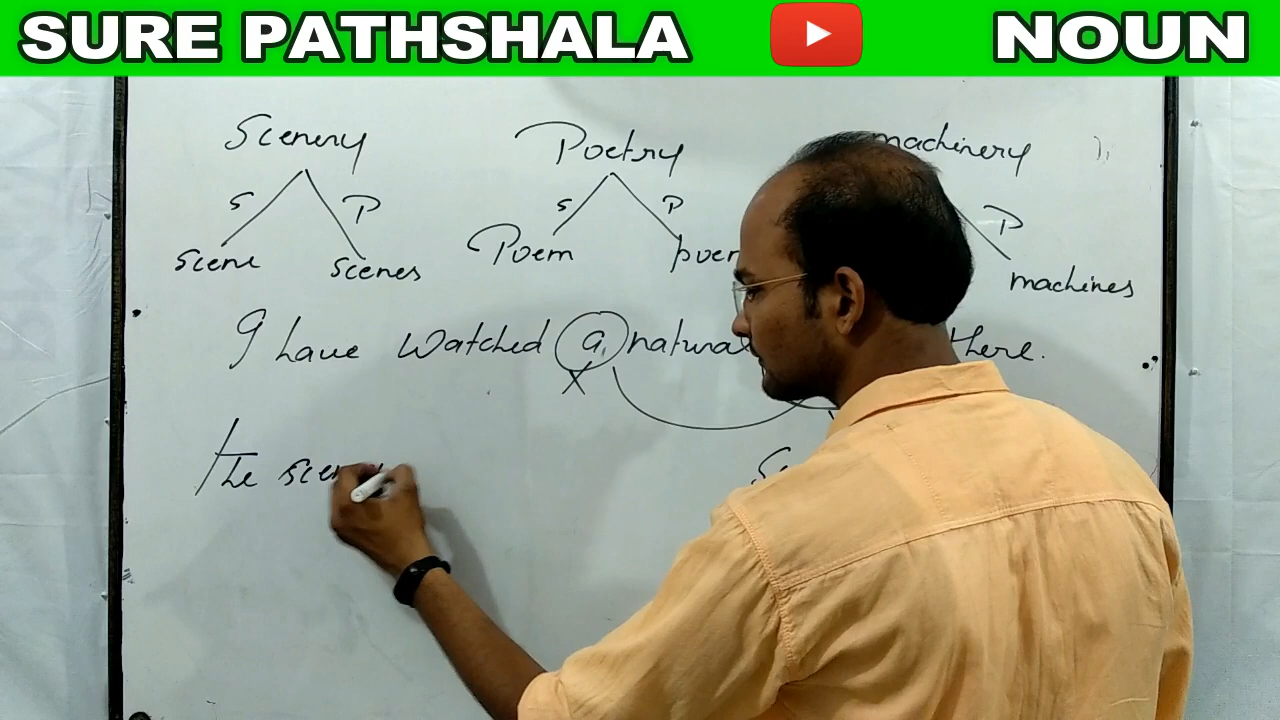 SURE PATHSHALA NOUN
Scenery Poetry machinery
S P S P P
scene scenes Poem machines
I have watched a natural there.
X
The